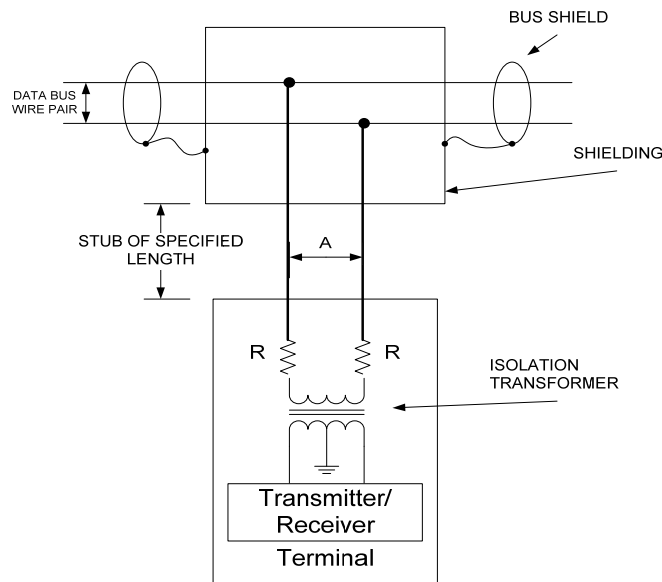 BUS SHIELD
DATA BUS
WIRE PAIR
SHIELDING
STUB OF SPECIFIED
LENGTH
A
R
R
ISOLATION
TRANSFORMER
Transmitter/
Receiver
Terminal